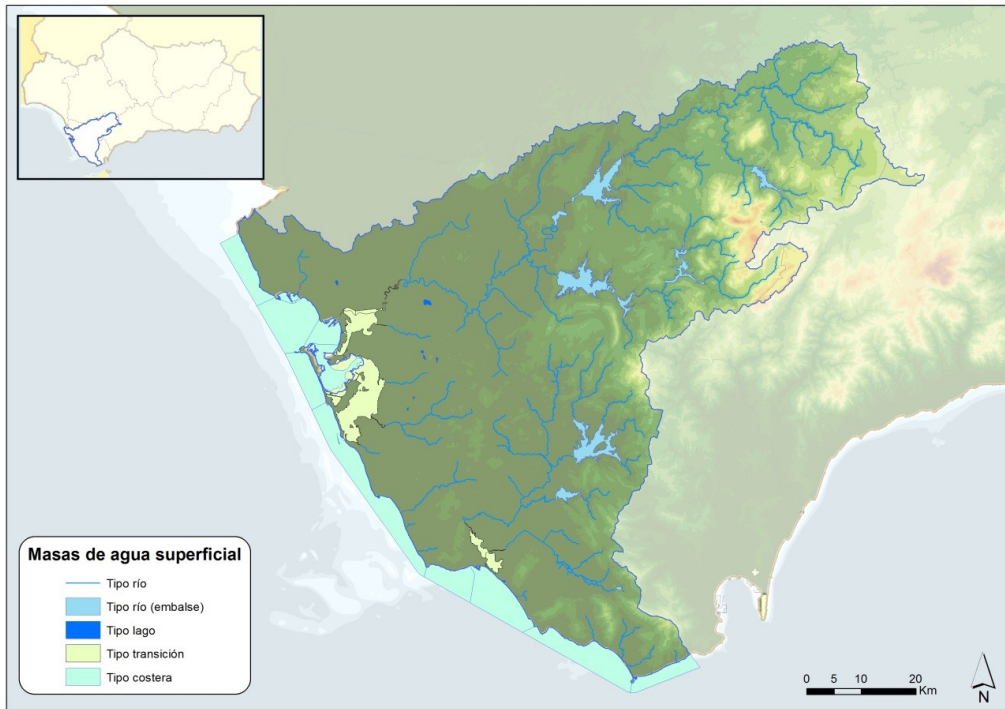 Masas de agua superficial
Tipo río
Tipo río (embalse)
Tipo lago
Tipo transición
Tipo costera
0 5 10 20
Km
N